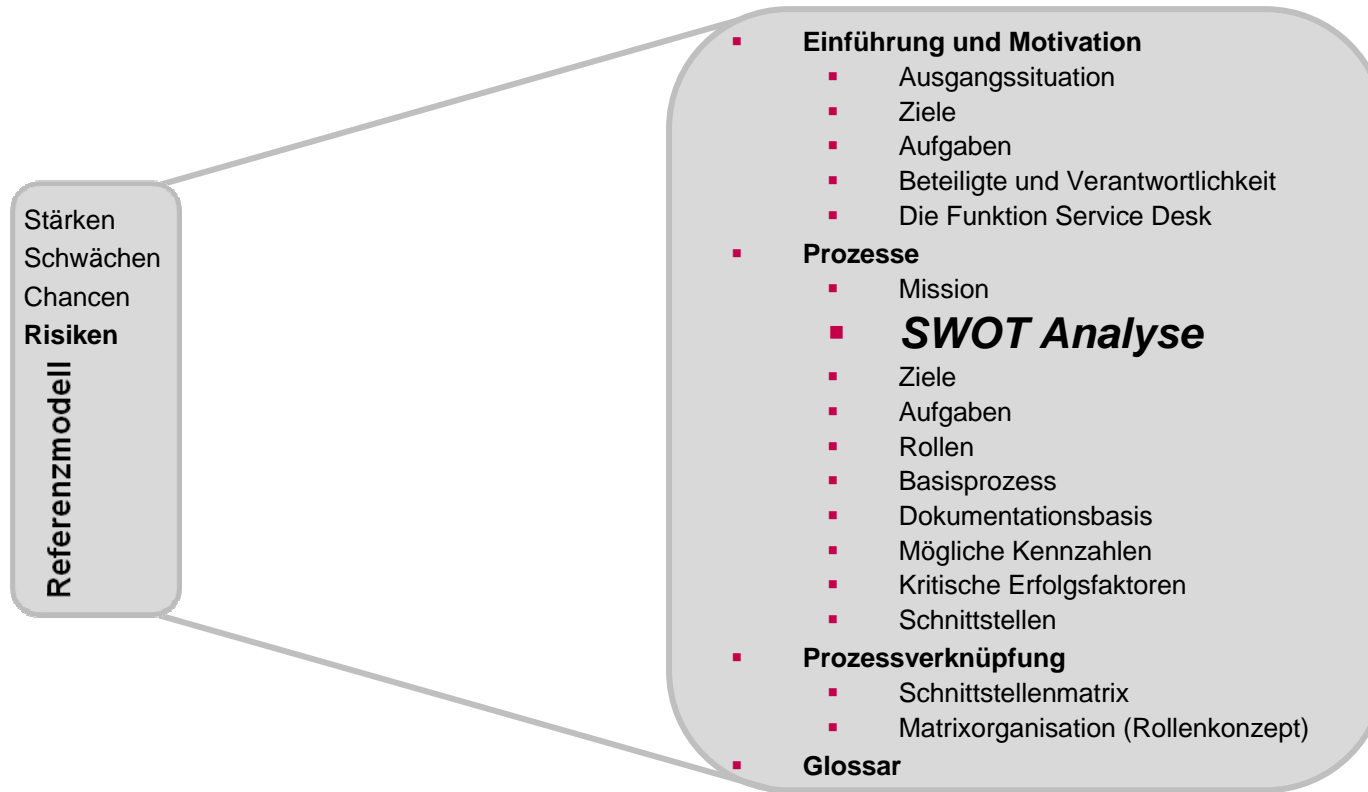 Stärken
Schwächen
Chancen
Risiken
Referenzmodell
Einführung und Motivation
Ausgangssituation
Ziele
Aufgaben
Beteiligte und Verantwortlichkeit
Die Funktion Service Desk
Prozesse
Mission
SWOT Analyse
Ziele
Aufgaben
Rollen
Basisprozess
Dokumentationsbasis
Mögliche Kennzahlen
Kritische Erfolgsfaktoren
Schnittstellen
Prozessverknüpfung
Schnittstellenmatrix
Matrixorganisation (Rollenkonzept)
Glossar